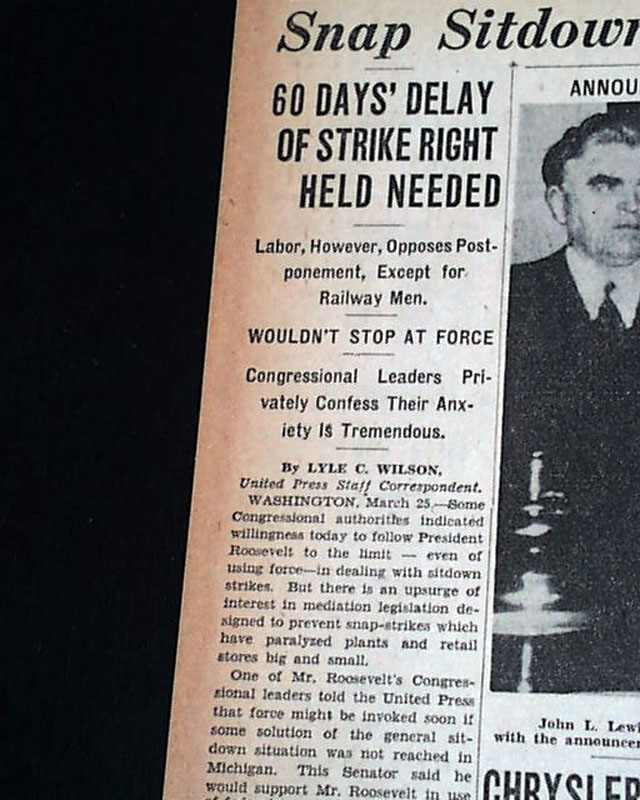 Snap Sitdown
60 DAYS' DELAY
OF STRIKE RIGHT
HELD NEEDED
Labor, However, Opposes Post-
ponement, Except for
Railway Men.
WOULDN'T STOP AT FORCE
Congressional Leaders Pri-
vately Confess Their Anx-
iety Is Tremendous.
By LYLE C. WILSON,
United Press Staff Correspondent.
WASHINGTON, March 25.—Some
Congressional authorities indicated
willingness today to follow President
Roosevelt to the limit — even of
using force—in dealing with sitdown
strikes. But there is an upsurge of
interest in mediation legislation de-
signed to prevent snap-strikes which
have paralyzed plants and retail
stores big and small.
One of Mr. Roosevelt's Congres-
sional leaders told the United Press
that force might be invoked soon if
some solution of the general sit-
down situation was not reached in
Michigan. This Senator said he
would support Mr. Roosevelt in use
ANNOU
John L. Lewi
with the announcem
CHRYSLER